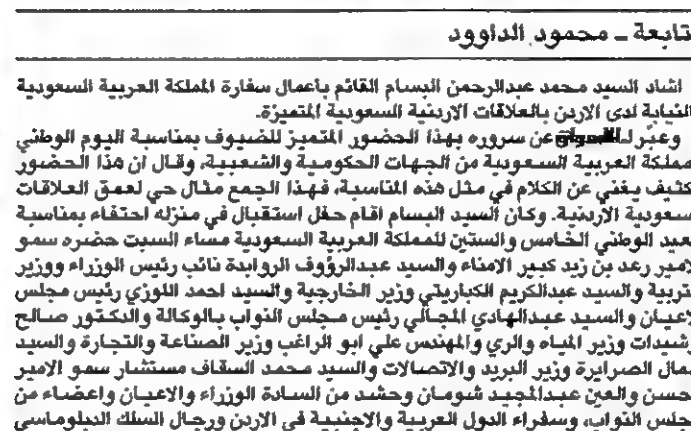 تابعة ـ محمود الداوود
اشاد السيد محمد عبدالرحمن البسام القائم بأعمال سفارة المملكة العربية السعودية
النيابة لدى الاردن بالعلاقات الاردنية السعودية المتميزة.
وعبّر عن سروره بهذا الحضور المتميز للضيوف بمناسبة اليوم الوطني
مملكة العربية السعودية من الجهات الحكومية والشعبية، وقال ان هذا الحضور
كثيف يغني عن الكلام في مثل هذه المناسبة، فهذا الجمع مثال حي لعمق العلاقات
سعودية الاردنية. وكان السيد البسام اقام حفل استقبال في منزله احتفاء بمناسبة
عيد الوطني الخامس والستين للمملكة العربية السعودية مساء السبت حضره سمو
لامير رعد بن زيد كبير الامناء والسيد عبدالرؤوف الروابدة نائب رئيس الوزراء ووزير
تربية والسيد عبدالكريم الكباريتي وزير الخارجية والسيد احمد اللوزي رئيس مجلس
لاعيان والسيد عبدالهادي المجالي رئيس مجلس النواب بالوكالة والدكتور صالح
رشيدات وزير المياه والري والمهندس علي ابو الراغب وزير الصناعة والتجارة والسيد
مال الصرايرة وزير البريد والاتصالات والسيد محمد السقاف مستشار سمو الامير
حسن والعين عبدالمجيد شومان وحشد من السادة الوزراء والاعيان واعضاء من
جلس النواب، وسفراء الدول العربية والاجنبية في الاردن ورجال السلك الدبلوماسي